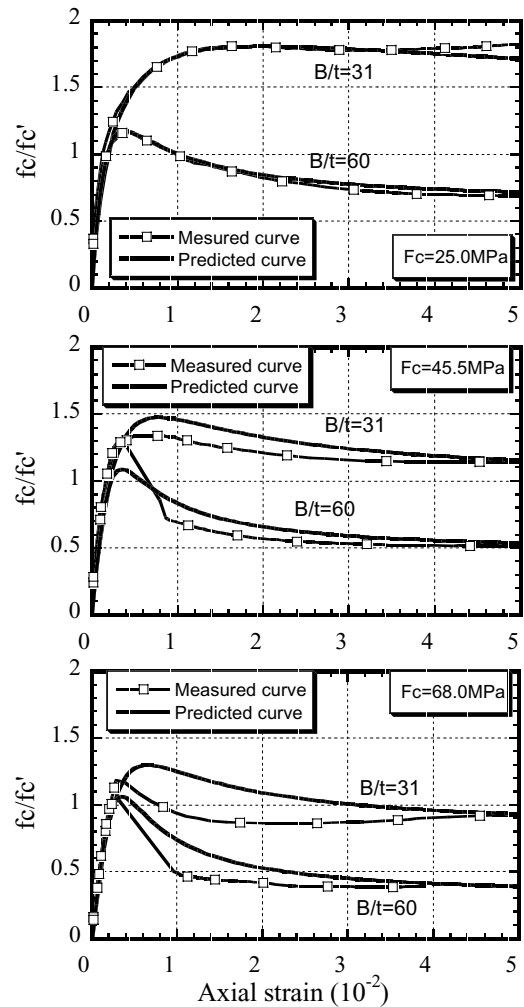 2
1.5
1
0.5
0
fc/fc'
B/t=31
B/t=60
Mesured curve
Predicted curve
Fc=25.0MPa
0 1 2 3 4 5
2
1.5
1
0.5
0
fc/fc'
Measured curve
Predicted curve
Fc=45.5MPa
B/t=31
B/t=60
0 1 2 3 4 5
2
1.5
1
0.5
0
fc/fc'
Measured curve
Predicted curve
Fc=68.0MPa
B/t=31
B/t=60
0 1 2 3 4 5
Axial strain (10⁻²)